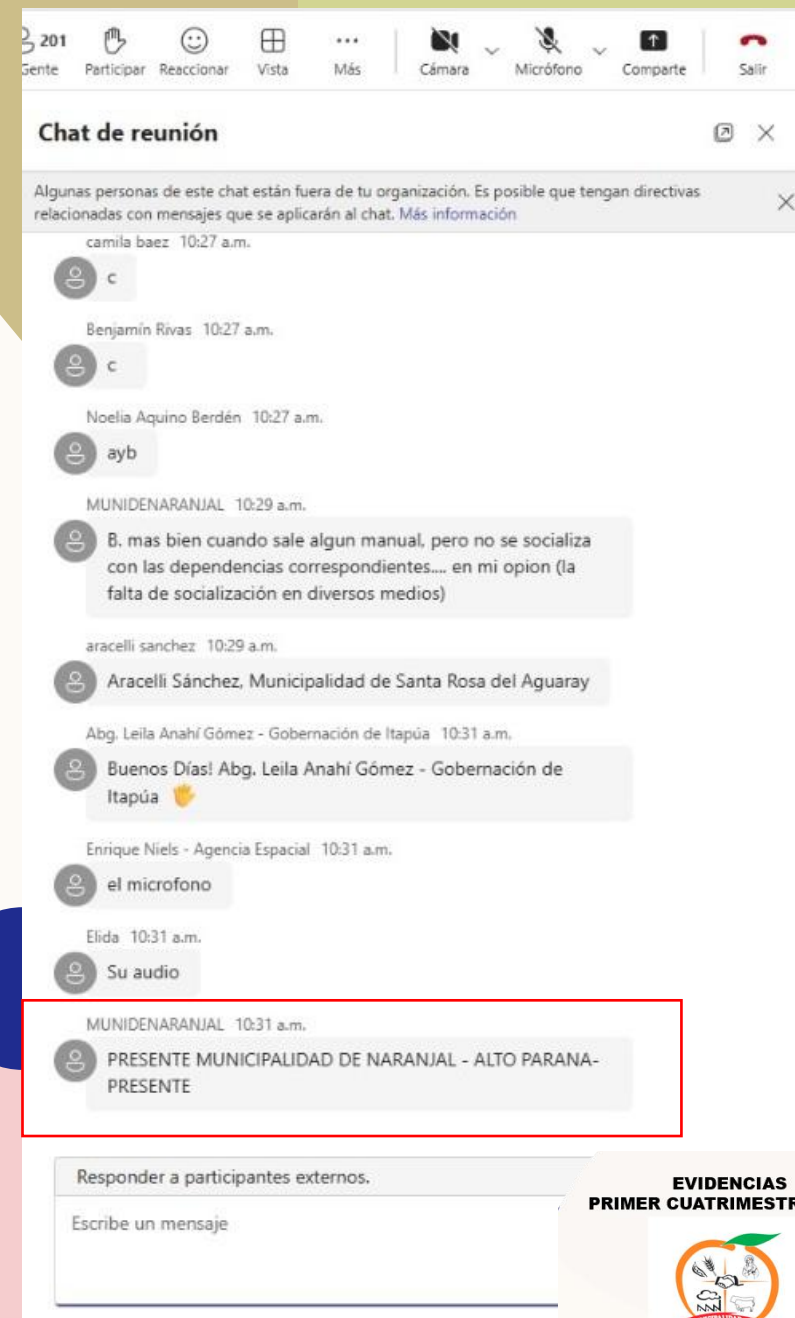 201
Gente Participar Reaccionar Vista Más Cámara Micrófono Comparte Salir
Chat de reunión
Algunas personas de este chat están fuera de tu organización. Es posible que tengan directivas
relacionadas con mensajes que se aplicarán al chat. Más información
camila baez 10:27 a.m.
c
Benjamín Rivas 10:27 a.m.
c
Noelia Aquino Berdén 10:27 a.m.
ayb
MUNIDENARANJAL 10:29 a.m.
B. mas bien cuando sale algun manual, pero no se socializa
con las dependencias correspondientes.... en mi opinion (la
falta de socialización en diversos medios)
aracelli sanchez 10:29 a.m.
Aracelli Sánchez, Municipalidad de Santa Rosa del Aguaray
Abg. Leila Anahí Gómez - Gobernación de Itapúa 10:31 a.m.
Buenos Días! Abg. Leila Anahí Gómez - Gobernación de
Itapúa 🖐
Enrique Niels - Agencia Espacial 10:31 a.m.
el microfono
Elida 10:31 a.m.
Su audio
MUNIDENARANJAL 10:31 a.m.
PRESENTE MUNICIPALIDAD DE NARANJAL - ALTO PARANA-
PRESENTE
Responder a participantes externos.
Escribe un mensaje
EVIDENCIAS
PRIMER CUATRIMESTR